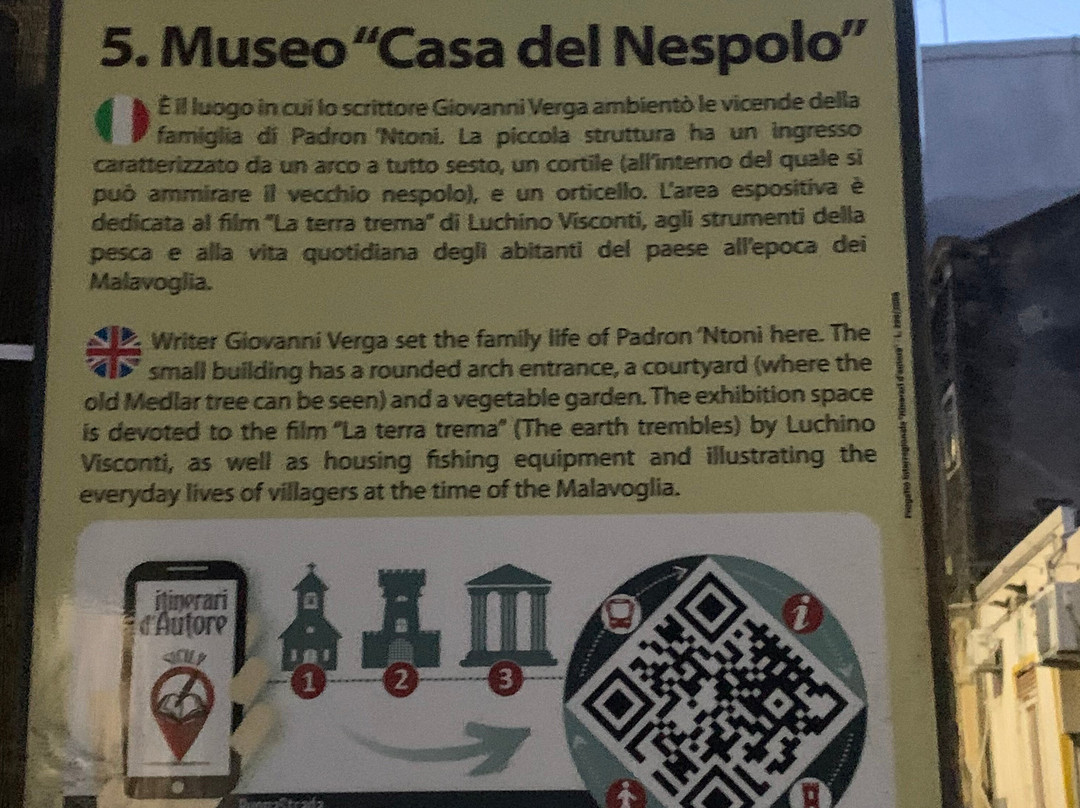 5. Museo "Casa del Nespolo"
È il luogo in cui lo scrittore Giovanni Verga ambientò le vicende della
famiglia di Padron 'Ntoni. La piccola struttura ha un ingresso
caratterizzato da un arco a tutto sesto, un cortile (all'interno del quale si
può ammirare il vecchio nespolo), e un orticello. L'area espositiva è
dedicata al film "La terra trema" di Luchino Visconti, agli strumenti della
pesca e alla vita quotidiana degli abitanti del paese all'epoca dei
Malavoglia.
Writer Giovanni Verga set the family life of Padron 'Ntoni here. The
small building has a rounded arch entrance, a courtyard (where the
old Medlar tree can be seen) and a vegetable garden. The exhibition space
is devoted to the film "La terra trema" (The earth trembles) by Luchino
Visconti, as well as housing fishing equipment and illustrating the
everyday lives of villagers at the time of the Malavoglia.
itinerari
d'Autore
SICILY
1 2 3
i